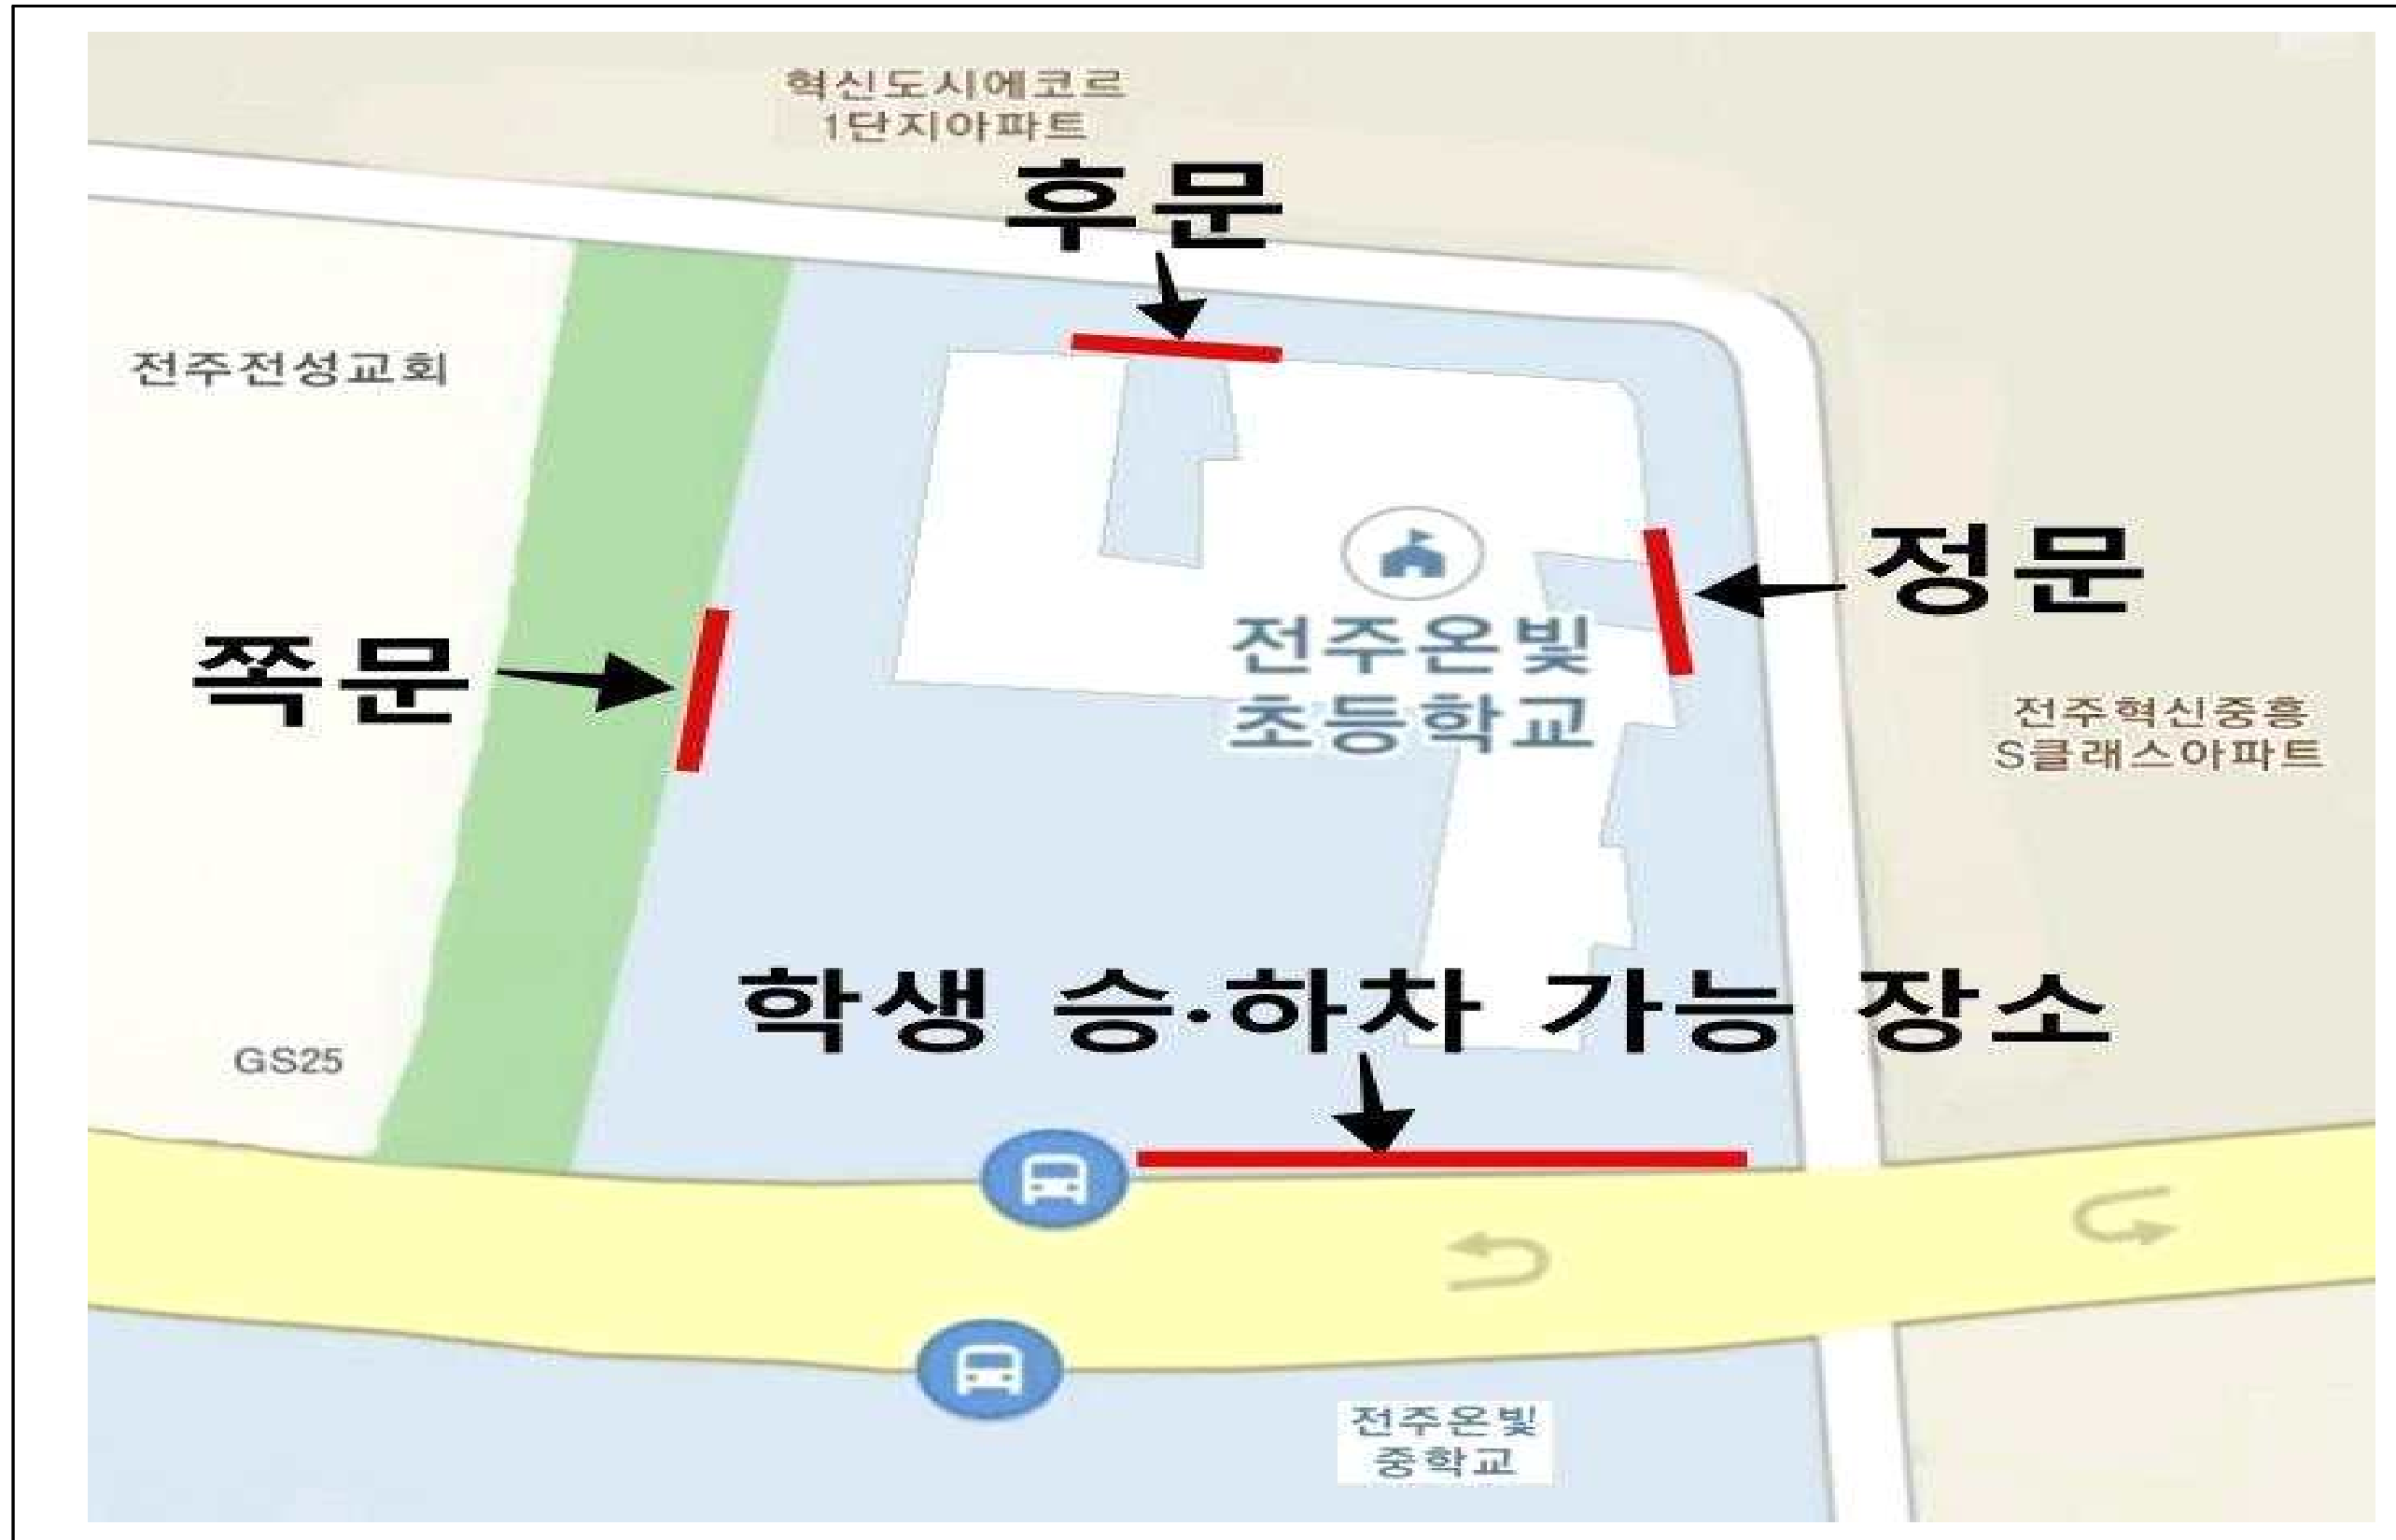 혁신도시에코르
1단지아파트
후문
전주전성교회
정문
쪽문
전주온빛
초등학교
전주혁신중흥
S클래스아파트
학생 승·하차 가능 장소
GS25
전주온빛
중학교